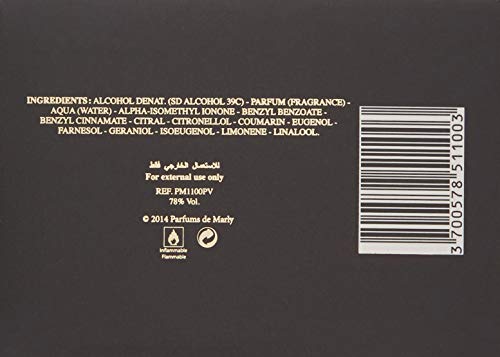 INGREDIENTS: ALCOHOL DENAT. (SD ALCOHOL 39C) - PARFUM (FRAGRANCE) -
AQUA (WATER) - ALPHA-ISOMETHYL IONONE - BENZYL BENZOATE -
BENZYL CINNAMATE - CITRAL - CITRONELLOL - COUMARIN - EUGENOL -
FARNESOL - GERANIOL - ISOEUGENOL - LIMONENE - LINALOOL.
للاستعمال الخارجي فقط
For external use only
REF. PM1100PV
78% Vol.
© 2014 Parfums de Marly
Inflammable
Flammable
3 700578 511003